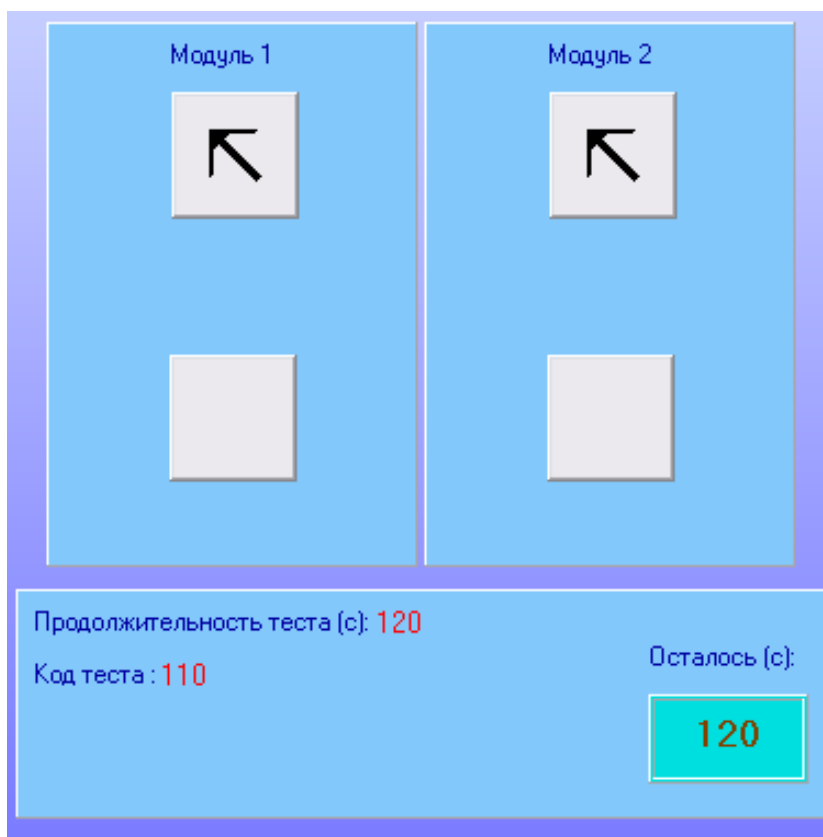 Модуль 1
Модуль 2
Продолжительность теста (с): 120
Код теста : 110
Осталось (с):
120